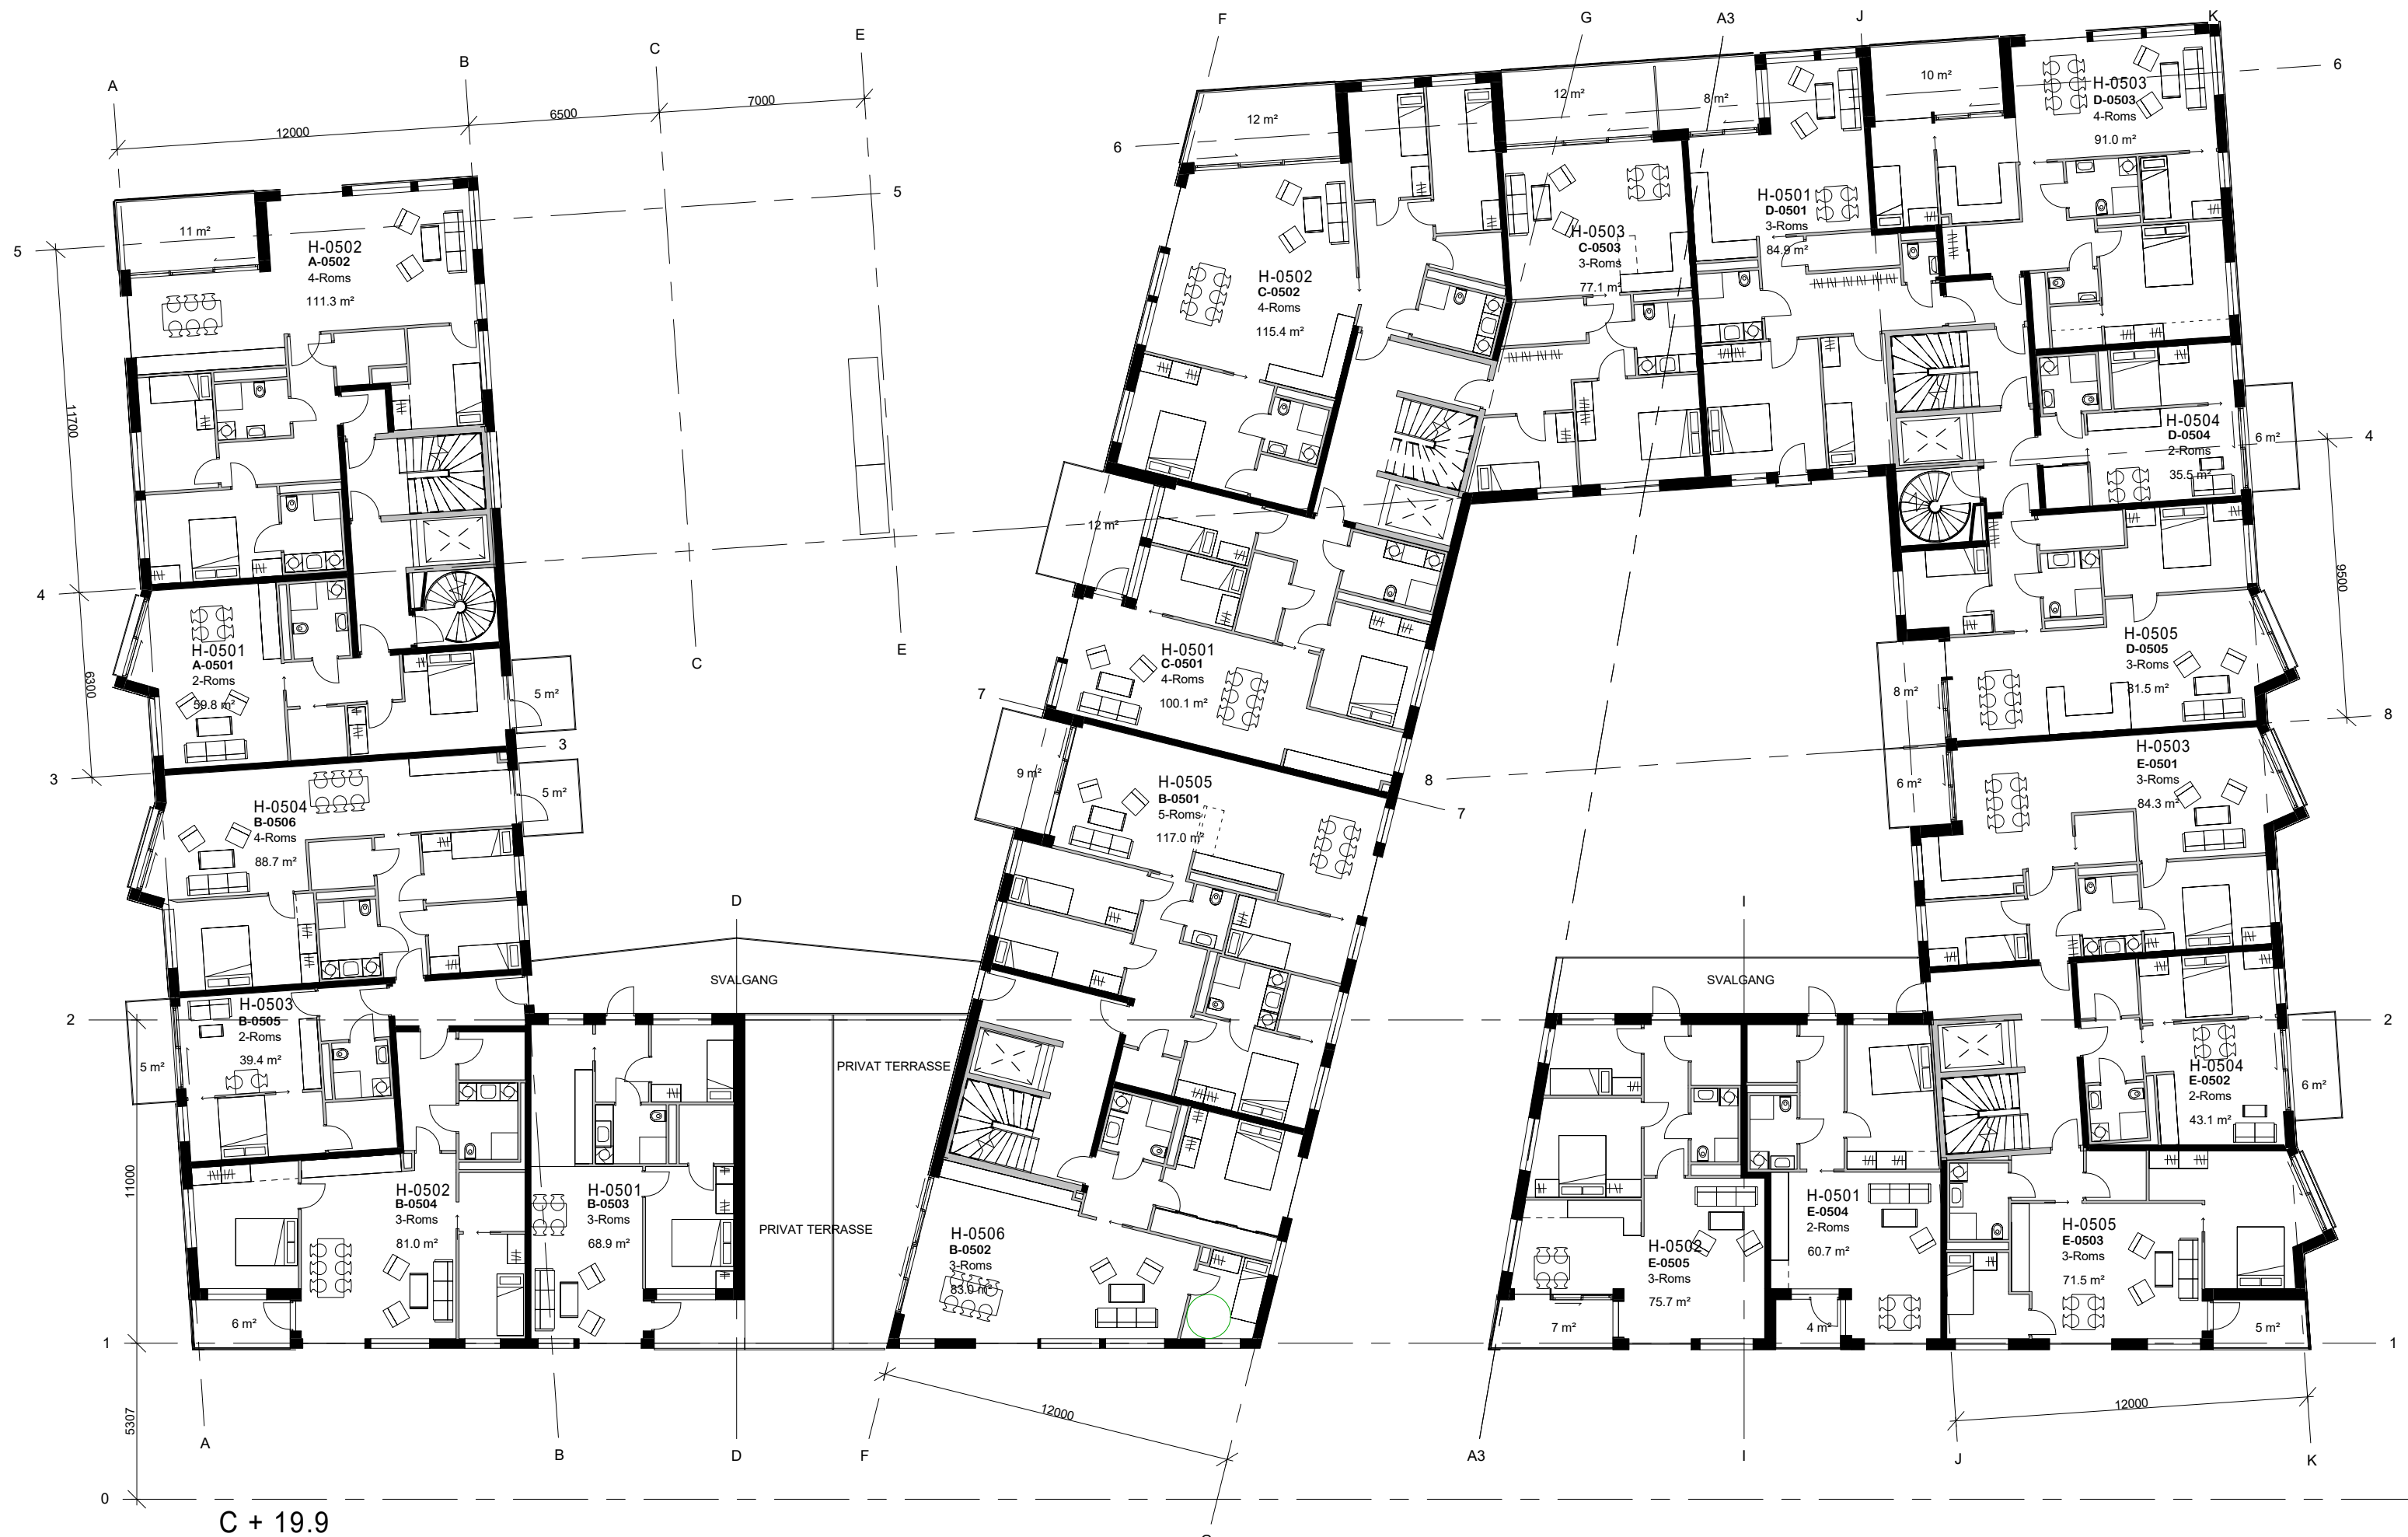 F
G
A3
J
K
E
C
B
A
6
7000
6500
12000
10 m²
H-0503
D-0503
4-Roms
91.0 m²
12 m²
8 m²
12 m²
6
5
11 m²
H-0502
A-0502
4-Roms
111.3 m²
5
H-0501
D-0501
3-Roms
84.9 m²
H-0503
C-0503
3-Roms
77.1 m²
H-0502
C-0502
4-Roms
115.4 m²
11700
H-0504
D-0504
2-Roms
35.5 m²
6 m²
4
12 m²
9500
4
H-0501
A-0501
2-Roms
59.8 m²
6300
5 m²
C
E
H-0501
C-0501
4-Roms
100.1 m²
7
H-0505
D-0505
3-Roms
81.5 m²
8 m²
8
3
3
5 m²
H-0504
B-0506
4-Roms
88.7 m²
9 m²
H-0505
B-0501
5-Roms
117.0 m²
8
7
6 m²
H-0503
E-0501
3-Roms
84.3 m²
D
I
SVALGANG
SVALGANG
2
H-0503
B-0505
2-Roms
39.4 m²
5 m²
2
PRIVAT TERRASSE
H-0504
E-0502
2-Roms
43.1 m²
6 m²
11000
H-0502
B-0504
3-Roms
81.0 m²
H-0501
B-0503
3-Roms
68.9 m²
PRIVAT TERRASSE
H-0506
B-0502
3-Roms
83.0 m²
H-0502
E-0505
3-Roms
75.7 m²
H-0501
E-0504
2-Roms
60.7 m²
H-0505
E-0503
3-Roms
71.5 m²
6 m²
7 m²
4 m²
5 m²
1
1
5307
12000
12000
A
B
D
F
A3
I
J
K
0
C + 19.9